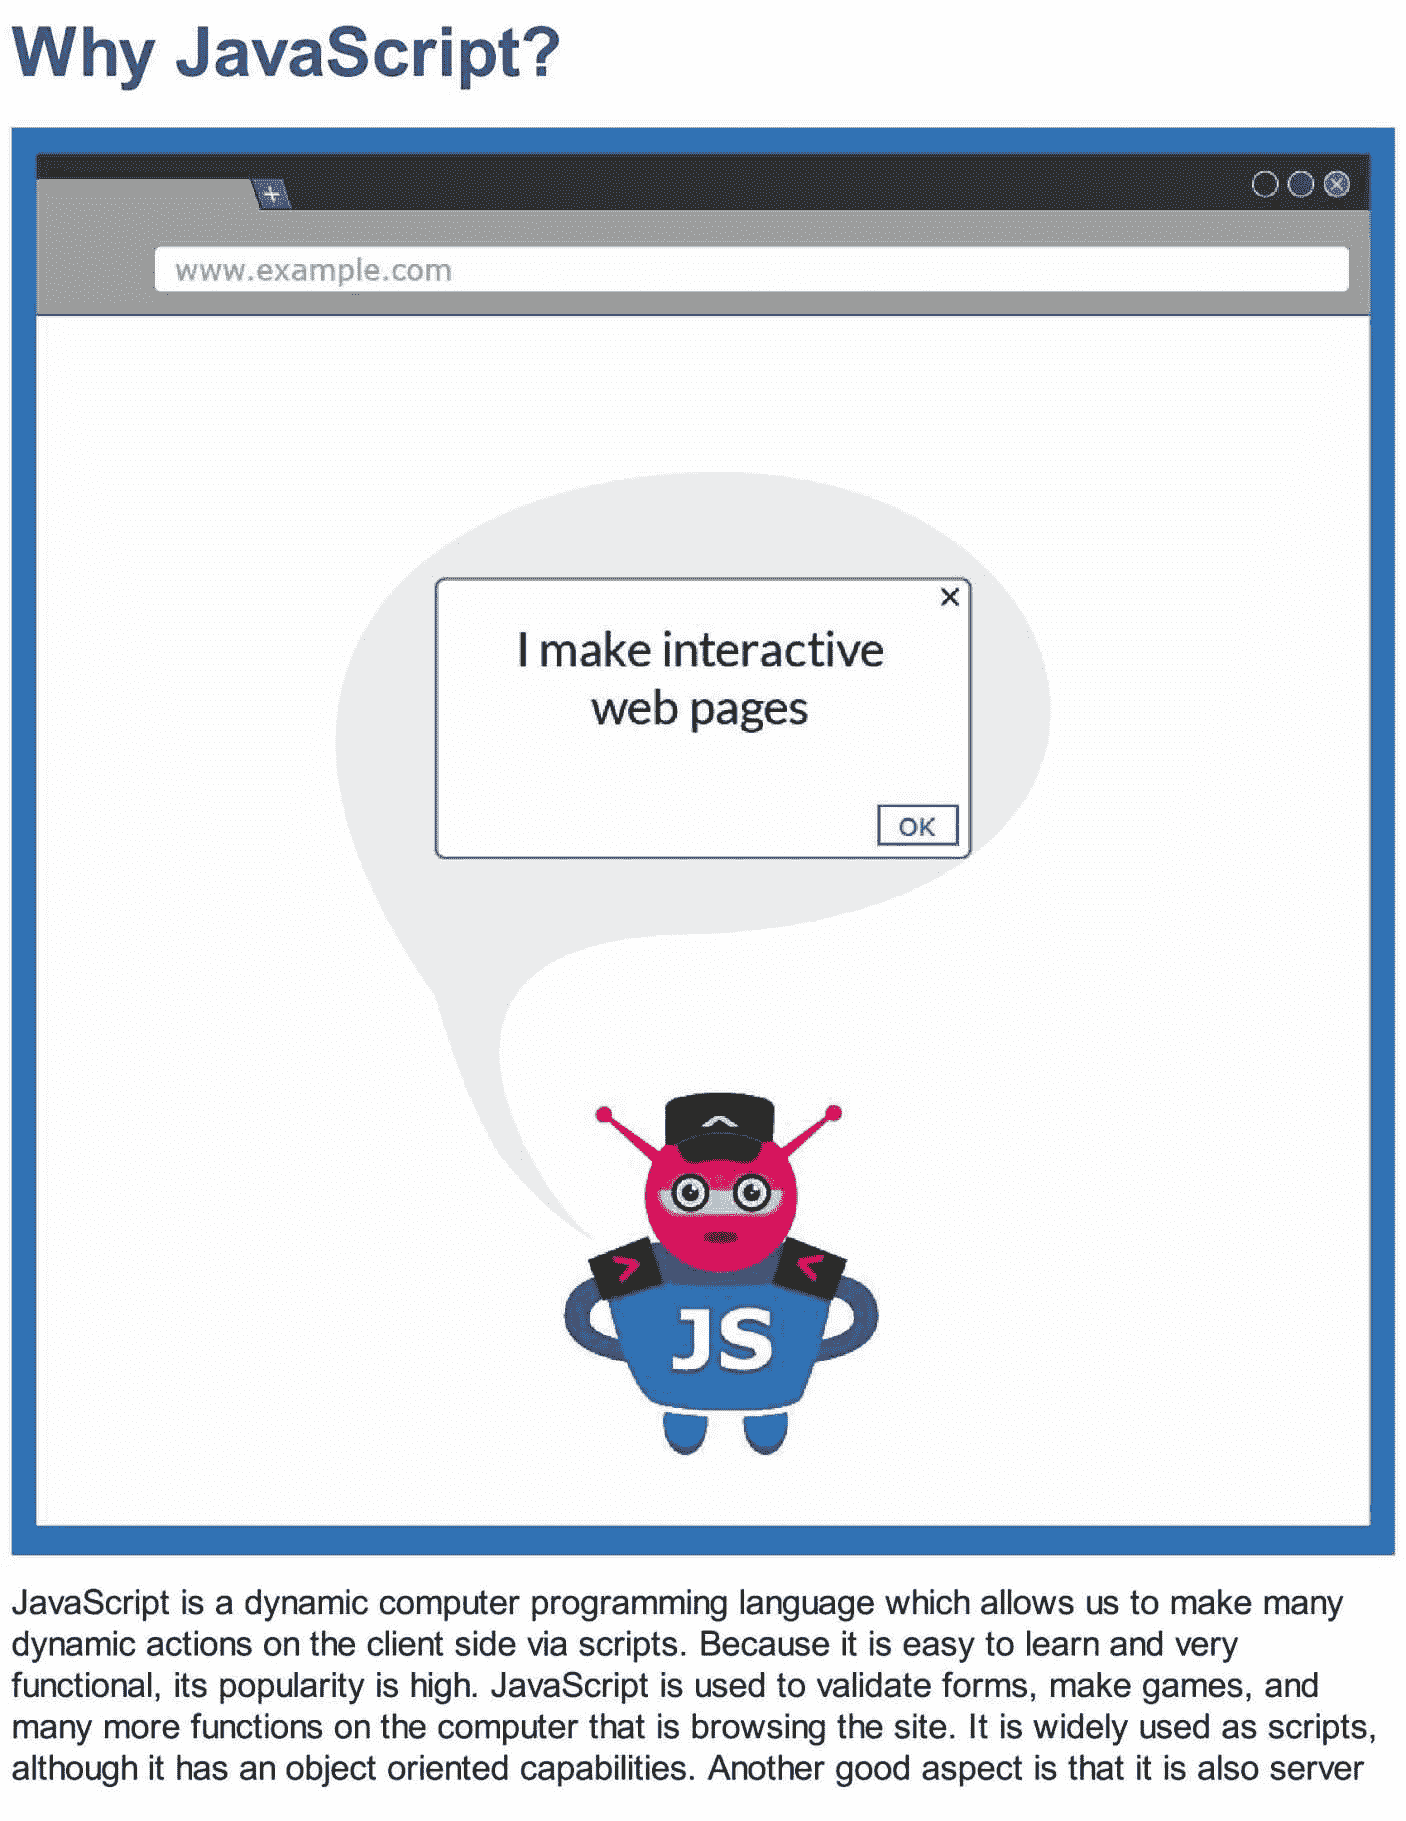 Why JavaScript?
www.example.com
I make interactive
web pages
OK
JS
JavaScript is a dynamic computer programming language which allows us to make many
dynamic actions on the client side via scripts. Because it is easy to learn and very
functional, its popularity is high. JavaScript is used to validate forms, make games, and
many more functions on the computer that is browsing the site. It is widely used as scripts,
although it has an object oriented capabilities. Another good aspect is that it is also server